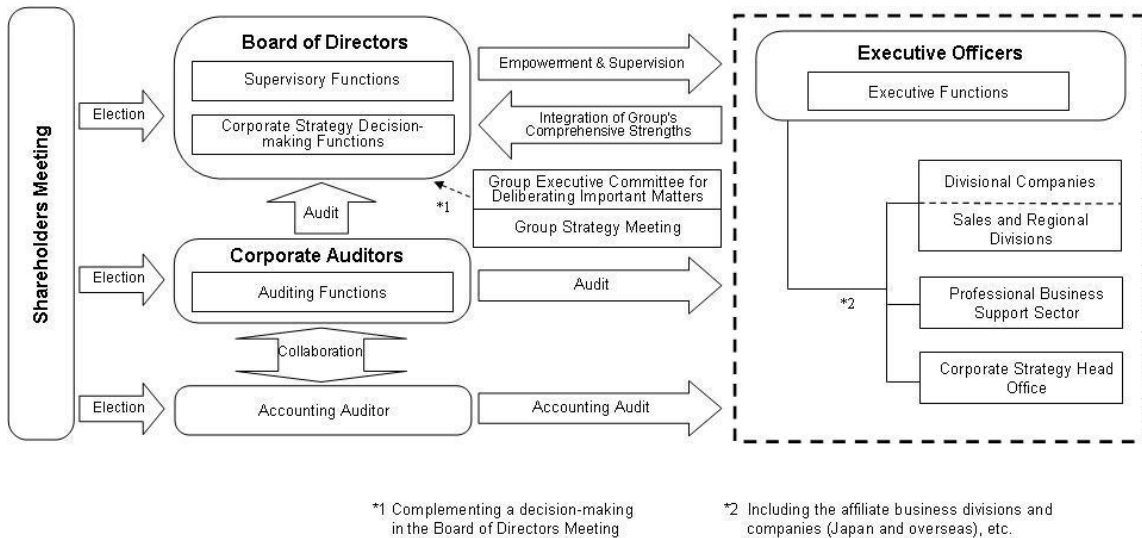 Shareholders Meeting
Election
Board of Directors
Supervisory Functions
Corporate Strategy Decision-
making Functions
Empowerment & Supervision
Integration of Group's
Comprehensive Strengths
Group Executive Committee for
Deliberating Important Matters
Group Strategy Meeting
*1
Audit
Election
Corporate Auditors
Auditing Functions
Audit
Collaboration
Election
Accounting Auditor
Accounting Audit
Executive Officers
Executive Functions
Divisional Companies
Sales and Regional
Divisions
*2
Professional Business
Support Sector
Corporate Strategy Head
Office
*1 Complementing a decision-making
in the Board of Directors Meeting
*2 Including the affiliate business divisions and
companies (Japan and overseas), etc.